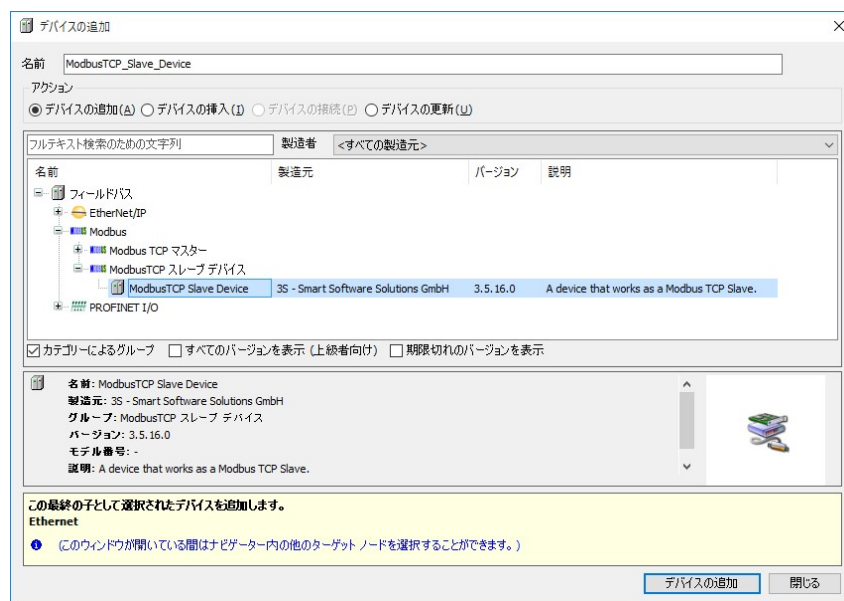 デバイスの追加
名前 ModbusTCP_Slave_Device
アクション
デバイスの追加(A) デバイスの挿入(I) デバイスの接続(P) デバイスの更新(U)
フルテキスト検索のための文字列 製造者 <すべての製造元>
名前 製造元 バージョン 説明
フィールドバス
EtherNet/IP
Modbus
Modbus TCP マスター
ModbusTCP スレーブ デバイス
ModbusTCP Slave Device 3S - Smart Software Solutions GmbH 3.5.16.0 A device that works as a Modbus TCP Slave.
PROFINET I/O
カテゴリーによるグループ すべてのバージョンを表示 (上級者向け) 期限切れのバージョンを表示
名前: ModbusTCP Slave Device
製造元: 3S - Smart Software Solutions GmbH
グループ: ModbusTCP スレーブ デバイス
バージョン: 3.5.16.0
モデル番号: -
説明: A device that works as a Modbus TCP Slave.
この最終の子として選択されたデバイスを追加します。
Ethernet
(このウィンドウが開いている間はナビゲーター内の他のターゲット ノードを選択することができます。)
デバイスの追加 閉じる